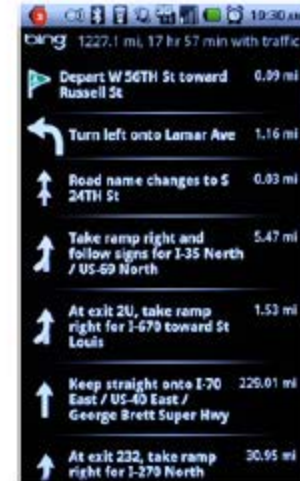 10:30 AM
bing 1227.1 mi, 17 hr 57 min with traffic
Depart W 56TH St toward 0.09 mi
Russell St
Turn left onto Lamar Ave 1.16 mi
Road name changes to S 0.03 mi
24TH St
Take ramp right and 5.47 mi
follow signs for I-35 North
/ US-69 North
At exit 2U, take ramp 1.53 mi
right for I-670 toward St
Louis
Keep straight onto I-70 229.01 mi
East / US-40 East /
George Brett Super Hwy
At exit 232, take ramp 30.95 mi
right for I-270 North